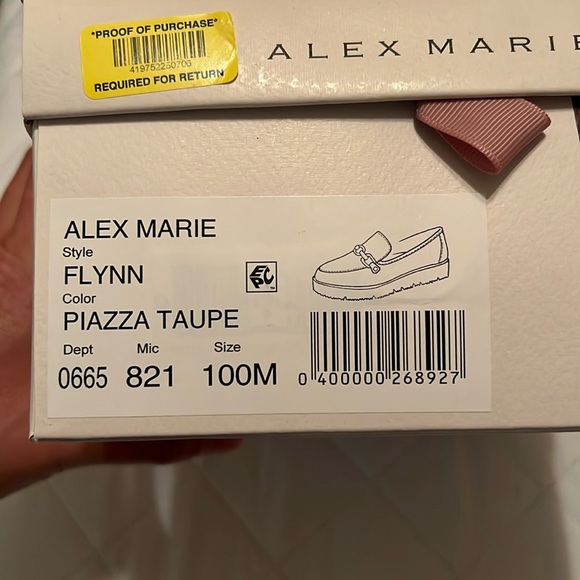 "PROOF OF PURCHASE"
419752260706
REQUIRED FOR RETURN
ALEX MARIE
ALEX MARIE
Style
FLYNN
Color
PIAZZA TAUPE
Dept Mic Size
0665 821 100M
0 400000 268927